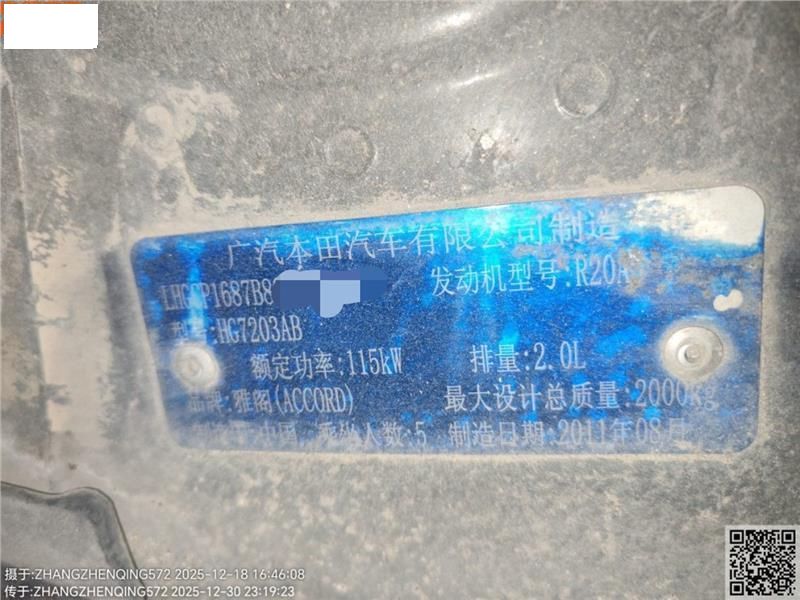 广汽本田汽车有限公司制造
LHGCP1687B8
发动机型号:R20A
型号:HG7203AB
额定功率:115kW 排量:2.0L
品牌:雅阁(ACCORD) 最大设计总质量:2000kg
制造国:中国 乘坐人数:5 制造日期:2011年08月
摄于:ZHANGZHENQING572 2025-12-18 16:46:08
传于:ZHANGZHENQING572 2025-12-30 23:19:23